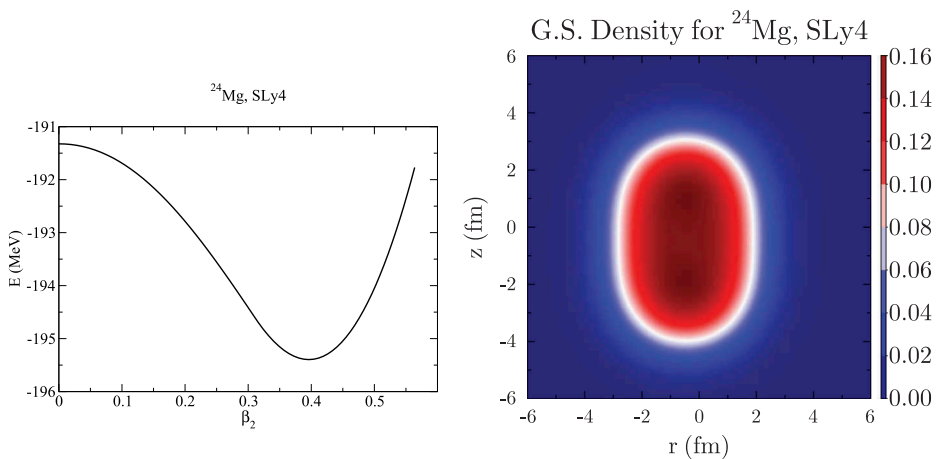 ²⁴Mg, SLy4
-191
-192
-193
-194
-195
-196
E (MeV)
0 0.1 0.2 0.3 0.4 0.5
β₂
G.S. Density for ²⁴Mg, SLy4
6
4
2
0
-2
-4
-6
z (fm)
-6 -4 -2 0 2 4 6
r (fm)
0.16
0.14
0.12
0.10
0.08
0.06
0.04
0.02
0.00